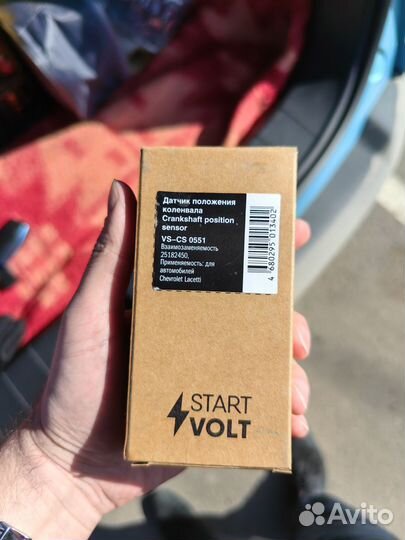 Датчик положения
коленвала
Crankshaft position
sensor
VS-CS 0551
Взаимозаменяемость
25182450,
Применяемость: для
автомобилей
Chevrolet Lacetti
4 680295 013402
START
VOLT
Avito